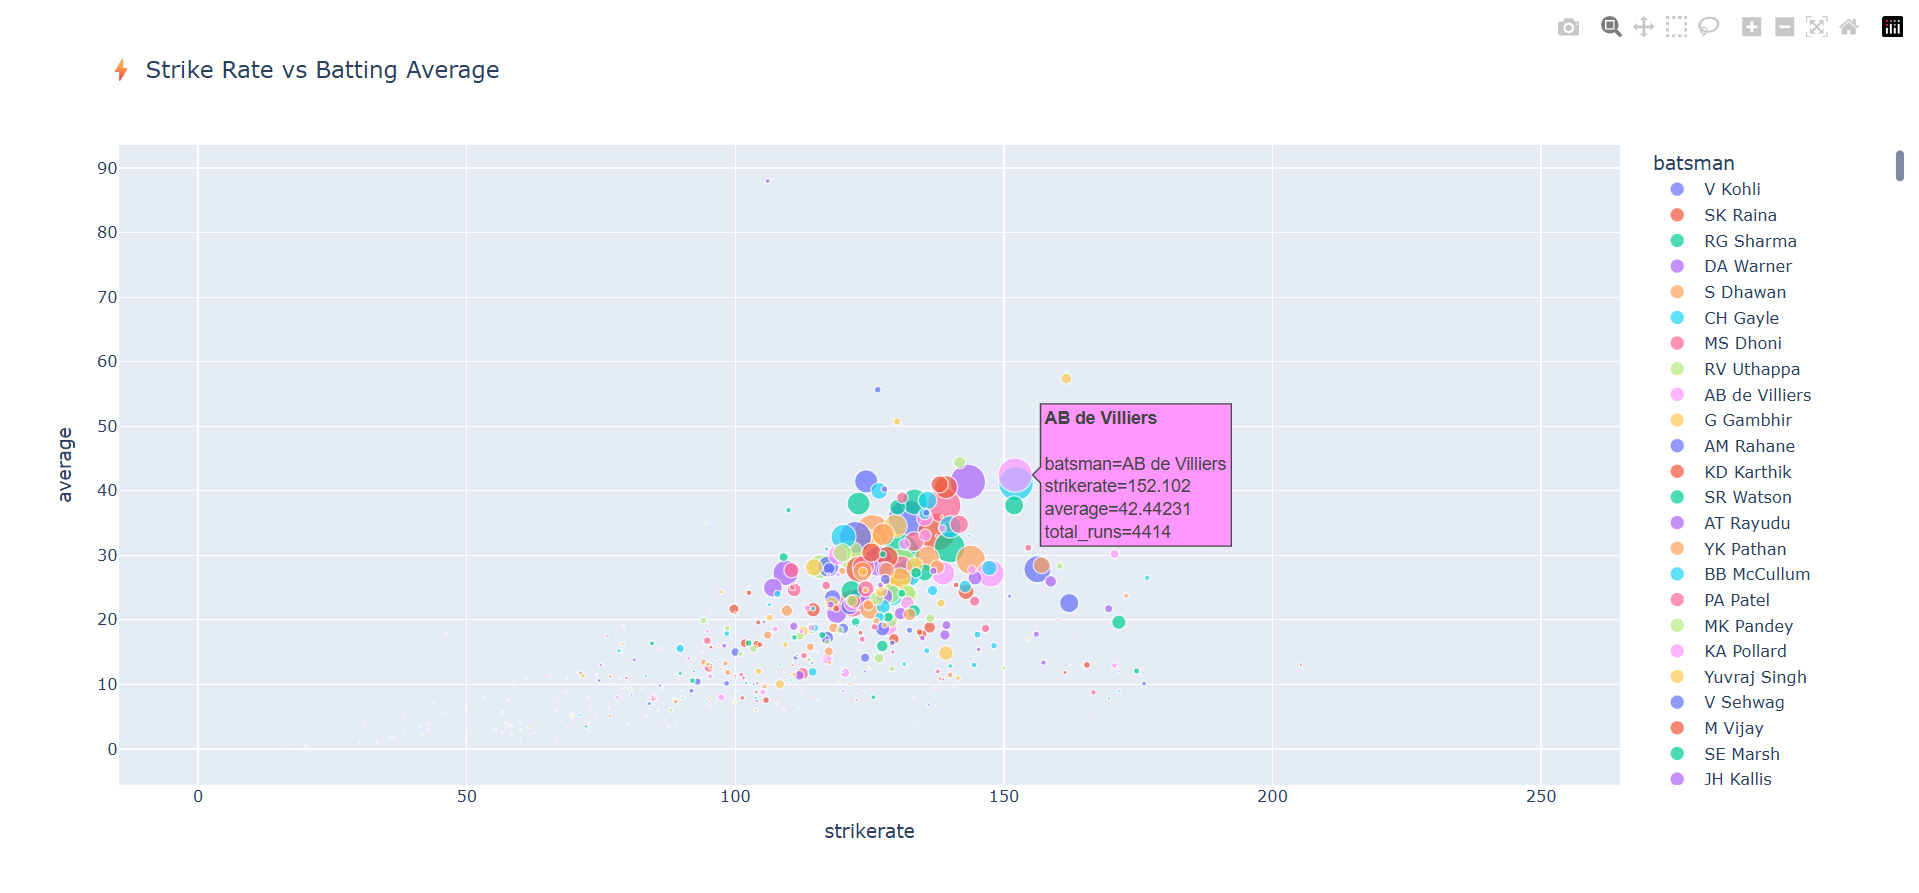 ⚡ Strike Rate vs Batting Average
90
80
70
60
50
40
30
20
10
0
average
0 50 100 150 200 250
strikerate
AB de Villiers
batsman=AB de Villiers
strikerate=152.102
average=42.44231
total_runs=4414
batsman
V Kohli
SK Raina
RG Sharma
DA Warner
S Dhawan
CH Gayle
MS Dhoni
RV Uthappa
AB de Villiers
G Gambhir
AM Rahane
KD Karthik
SR Watson
AT Rayudu
YK Pathan
BB McCullum
PA Patel
MK Pandey
KA Pollard
Yuvraj Singh
V Sehwag
M Vijay
SE Marsh
JH Kallis